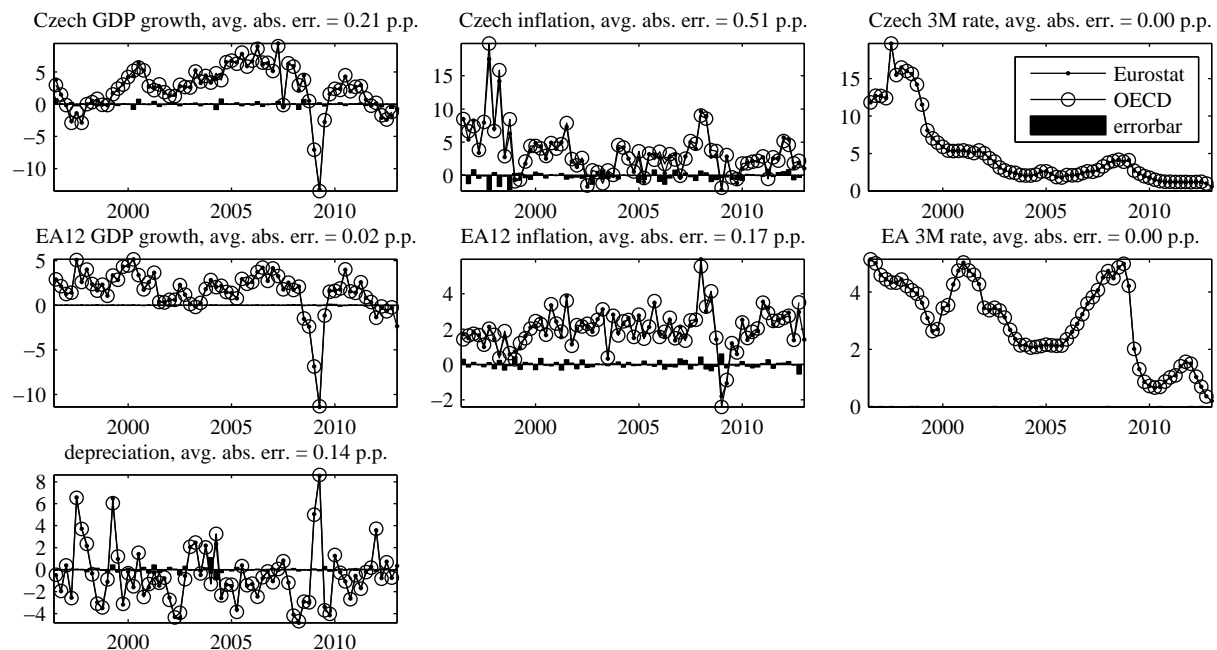 Czech GDP growth, avg. abs. err. = 0.21 p.p.
5
0
−5
−10
2000 2005 2010
Czech inflation, avg. abs. err. = 0.51 p.p.
20
15
10
5
0
2000 2005 2010
Czech 3M rate, avg. abs. err. = 0.00 p.p.
15
10
5
0
2000 2005 2010
Eurostat
OECD
errorbar
EA12 GDP growth, avg. abs. err. = 0.02 p.p.
5
0
−5
−10
2000 2005 2010
EA12 inflation, avg. abs. err. = 0.17 p.p.
6
4
2
0
−2
2000 2005 2010
EA 3M rate, avg. abs. err. = 0.00 p.p.
4
2
0
2000 2005 2010
depreciation, avg. abs. err. = 0.14 p.p.
8
6
4
2
0
−2
−4
2000 2005 2010